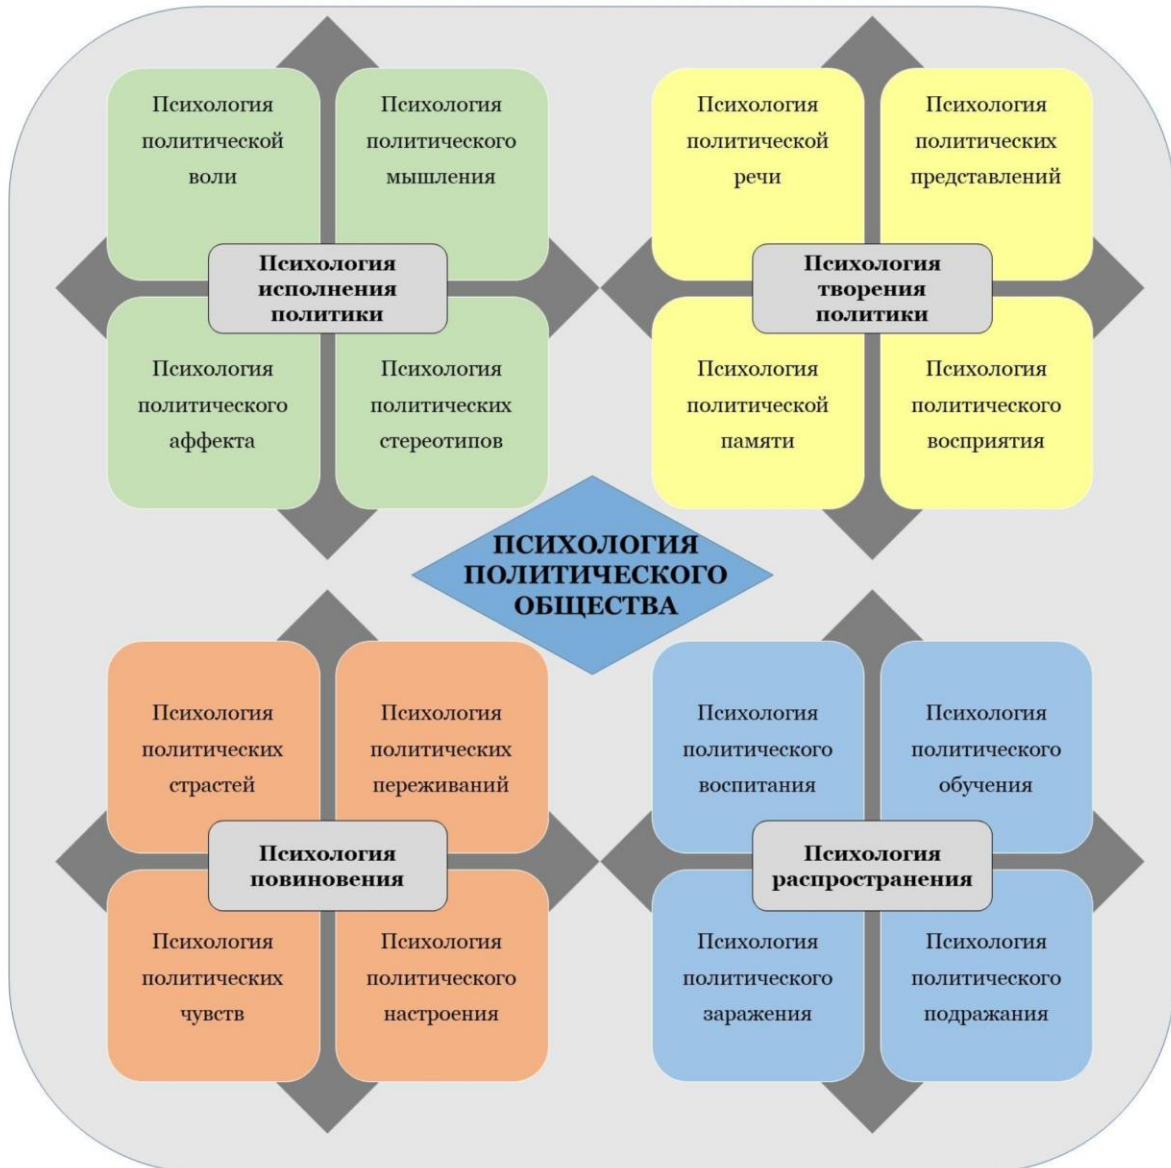 Психология
политической
воли
Психология
политического
мышления
Психология
исполнения
политики
Психология
политического
аффекта
Психология
политических
стереотипов
Психология
политической
речи
Психология
политических
представлений
Психология
творения
политики
Психология
политической
памяти
Психология
политического
восприятия
ПСИХОЛОГИЯ
ПОЛИТИЧЕСКОГО
ОБЩЕСТВА
Психология
политических
страстей
Психология
политических
переживаний
Психология
повиновения
Психология
политических
чувств
Психология
политического
настроения
Психология
политического
воспитания
Психология
политического
обучения
Психология
распространения
Психология
политического
заражения
Психология
политического
подражания